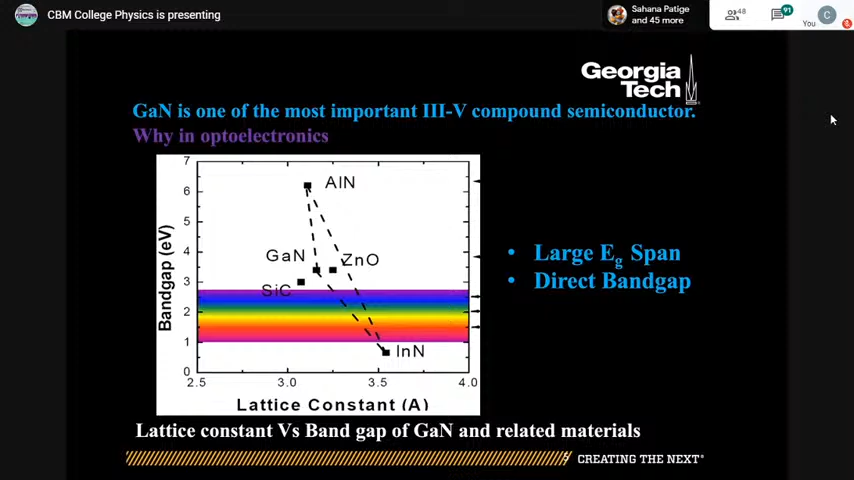 CBM College Physics is presenting
Sahana Patige
and 45 more
48
91
You
C
Georgia
Tech
GaN is one of the most important III-V compound semiconductor.
Why in optoelectronics
7
6
5
4
3
2
1
0
Bandgap (eV)
AlN
GaN
ZnO
SiC
InN
2.5
3.0
3.5
4.0
Lattice Constant (A)
• Large Eg Span
• Direct Bandgap
Lattice constant Vs Band gap of GaN and related materials
CREATING THE NEXT®